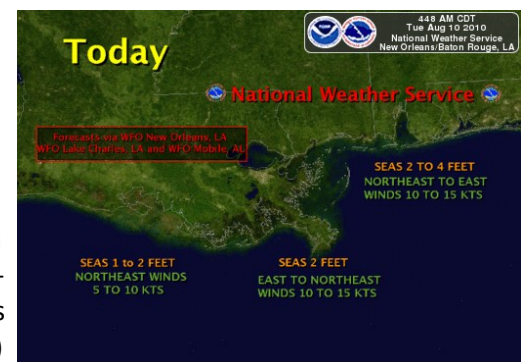 Today
448 AM CDT
Tue Aug 10 2010
National Weather Service
New Orleans/Baton Rouge, LA
National Weather Service
Forecasts via WFO New Orleans, LA
WFO Lake Charles, LA and WFO Mobile, AL
SEAS 2 TO 4 FEET
NORTHEAST TO EAST
WINDS 10 TO 15 KTS
SEAS 1 to 2 FEET
NORTHEAST WINDS
5 TO 10 KTS
SEAS 2 FEET
EAST TO NORTHEAST
WINDS 10 TO 15 KTS